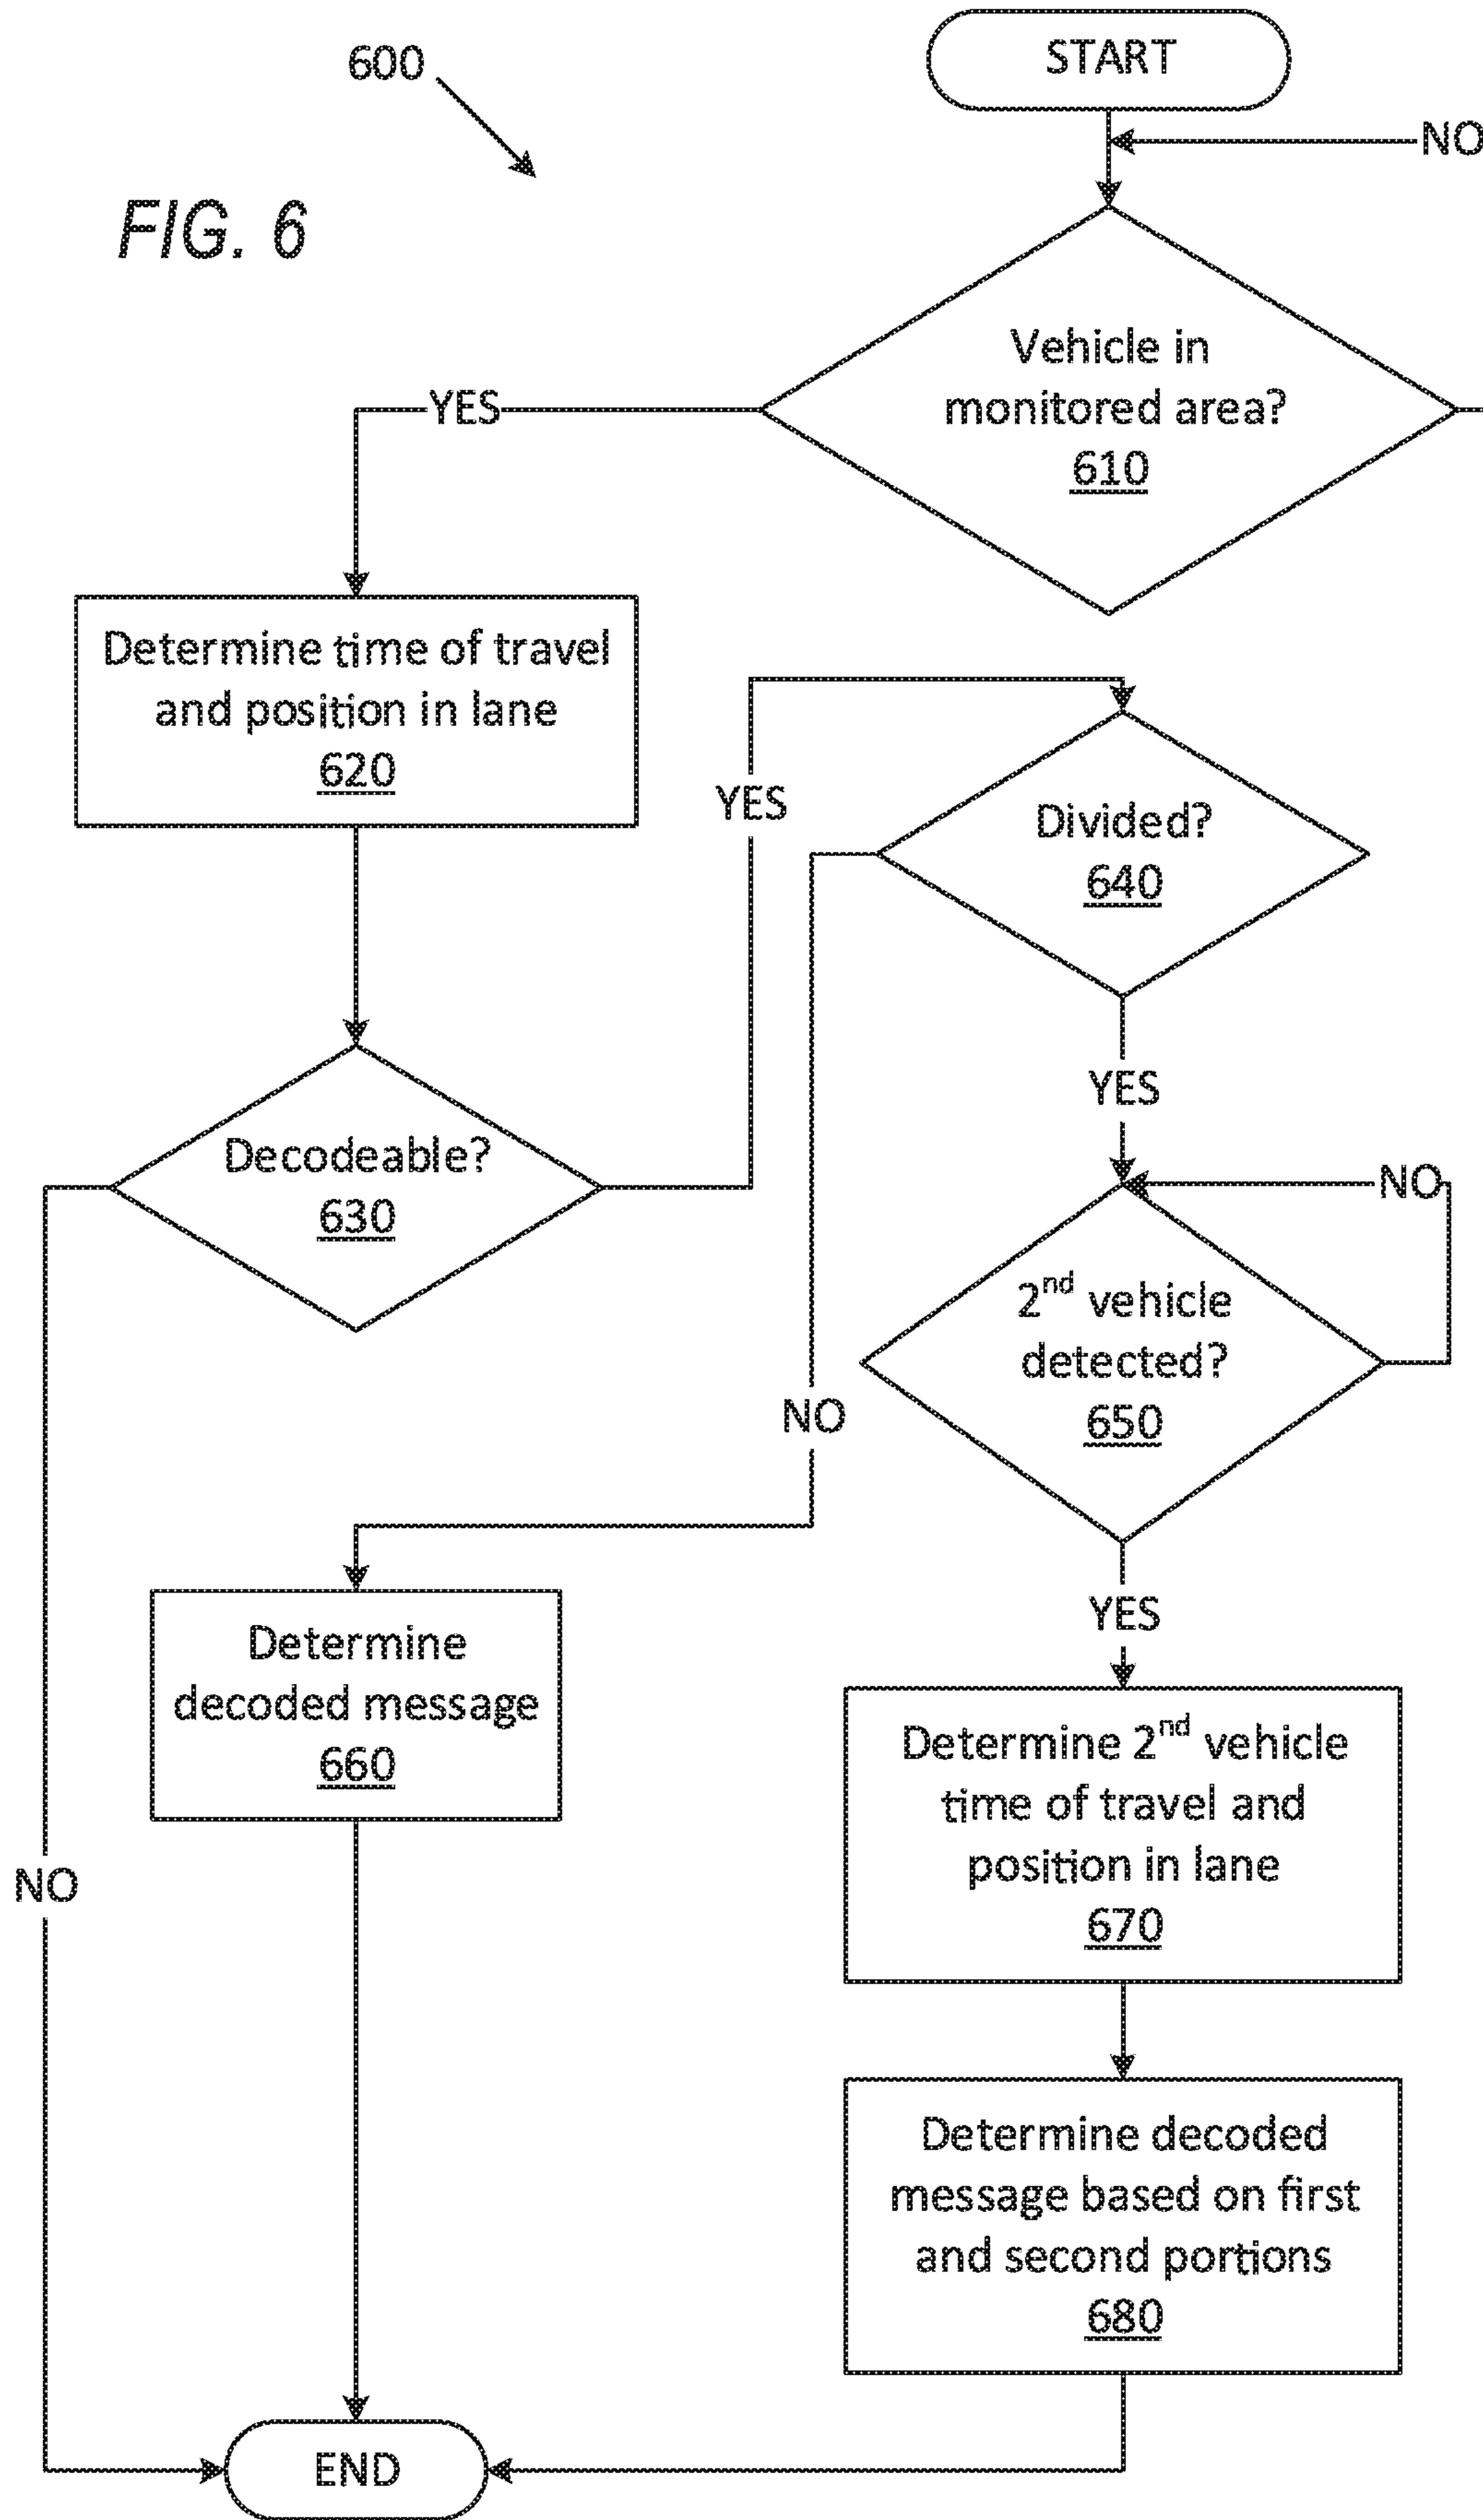 600
START
NO
FIG. 6
Vehicle in
monitored area?
610
YES
Determine time of travel
and position in lane
620
YES
Divided?
640
YES
Decodeable?
630
NO
2nd vehicle
detected?
650
NO
YES
Determine
decoded message
660
Determine 2nd vehicle
time of travel and
position in lane
670
NO
Determine decoded
message based on first
and second portions
680
END